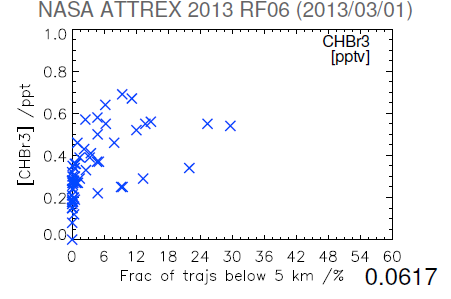 NASA ATTREX 2013 RF06 (2013/03/01)
CHBr3
[pptv]
[CHBr3] /ppt
1.0
0.8
0.6
0.4
0.2
0.0
0 6 12 18 24 30 36 42 48 54 60
Frac of trajs below 5 km /%
0.0617